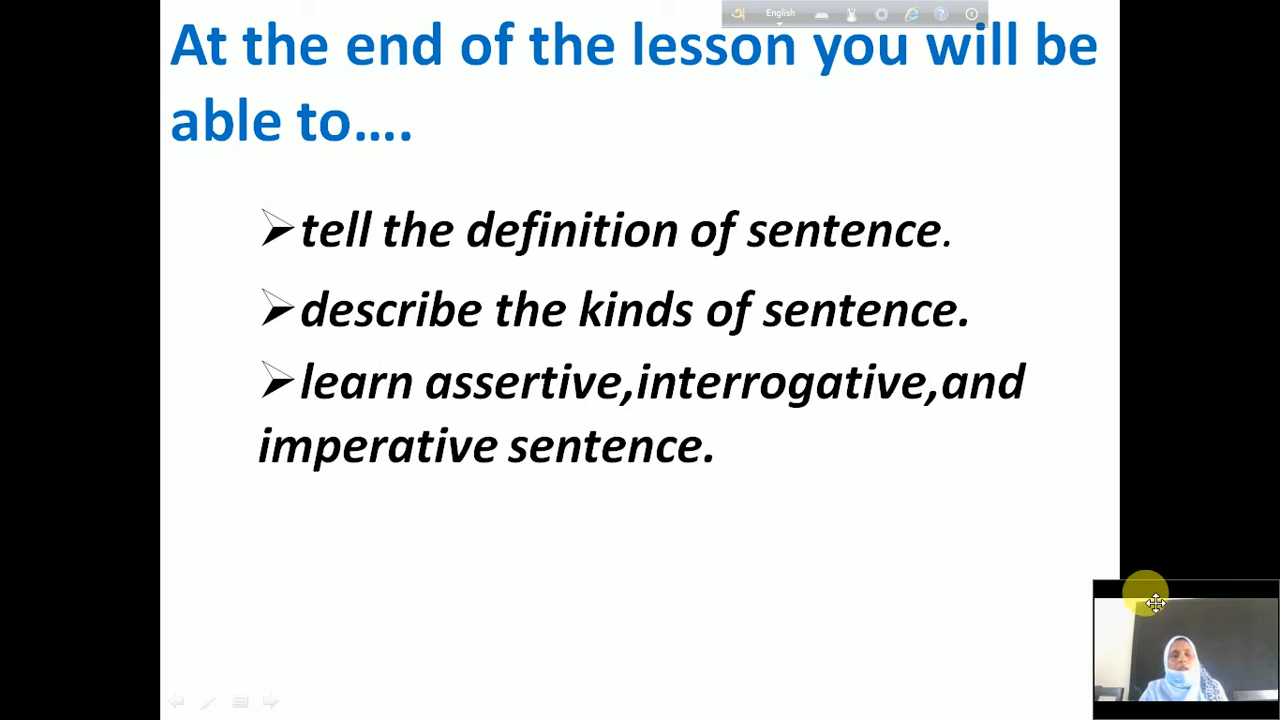 English
At the end of the lesson you will be
able to….
➢tell the definition of sentence.
➢describe the kinds of sentence.
➢learn assertive,interrogative,and
imperative sentence.